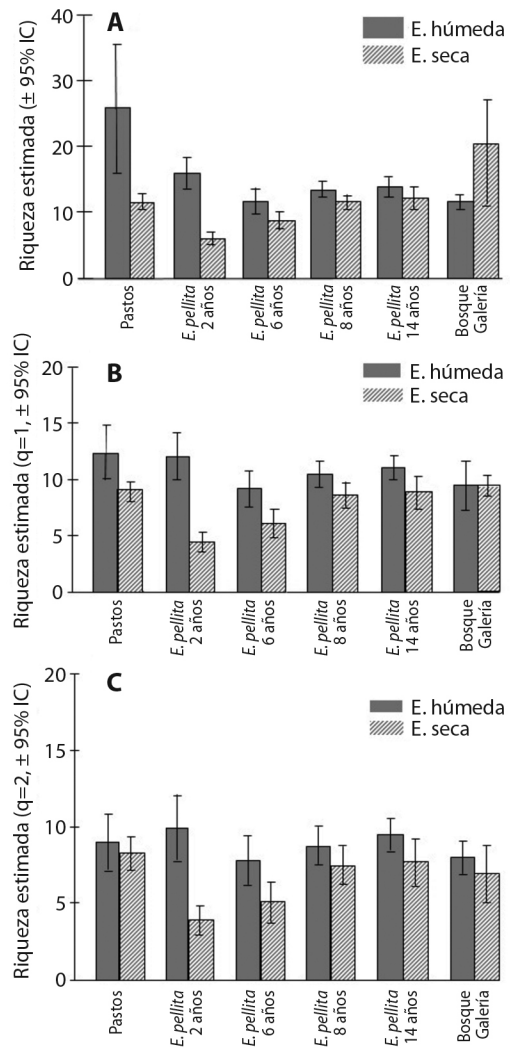 A
E. húmeda
E. seca
Riqueza estimada (± 95% IC)
40
30
20
10
0
Pastos
E. pellita
2 años
E. pellita
6 años
E. pellita
8 años
E. pellita
14 años
Bosque
Galería
B
E. húmeda
E. seca
Riqueza estimada (q=1, ± 95% IC)
20
15
10
5
0
Pastos
E. pellita
2 años
E. pellita
6 años
E. pellita
8 años
E. pellita
14 años
Bosque
Galería
C
E. húmeda
E. seca
Riqueza estimada (q=2, ± 95% IC)
20
15
10
5
0
Pastos
E. pellita
2 años
E. pellita
6 años
E. pellita
8 años
E. pellita
14 años
Bosque
Galería